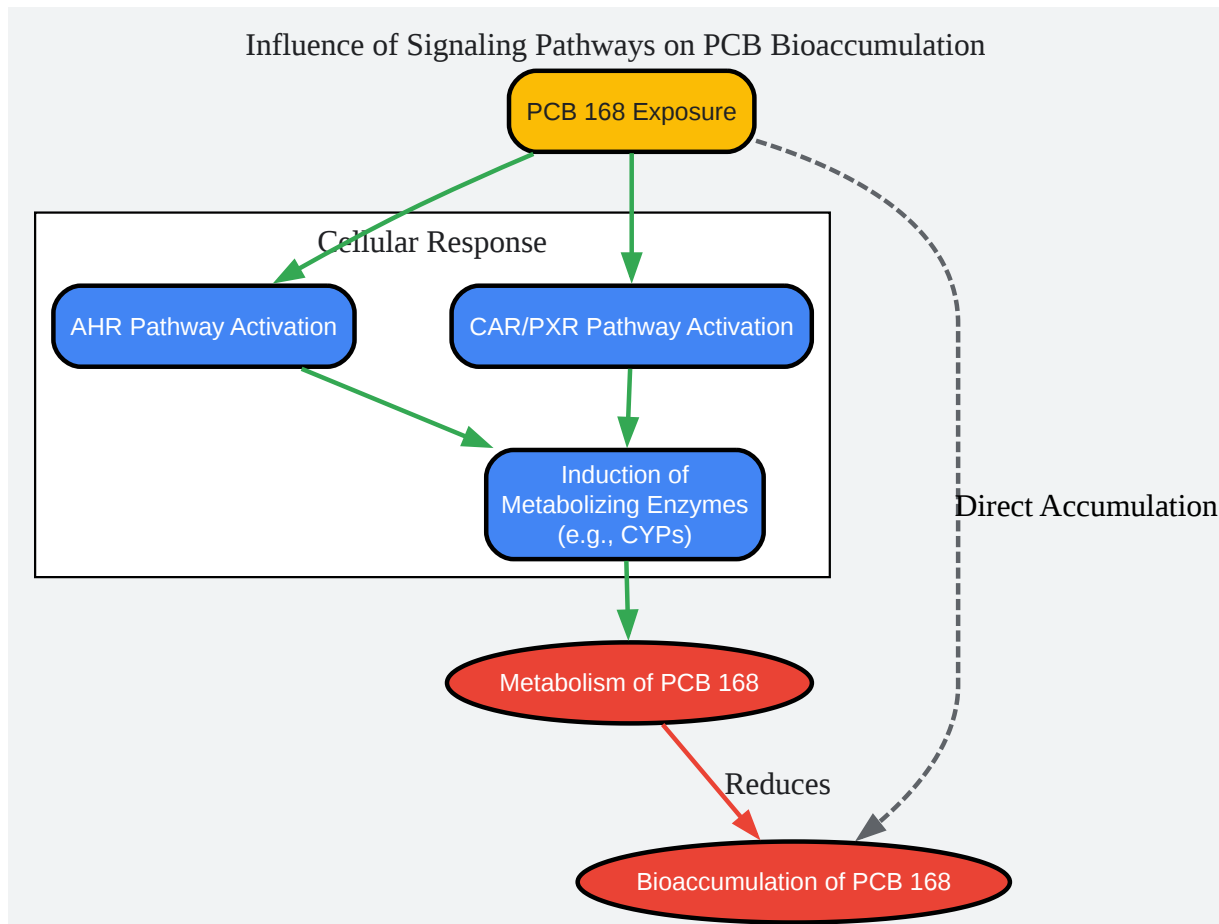 Influence of Signaling Pathways on PCB Bioaccumulation
PCB 168 Exposure
Cellular Response
AHR Pathway Activation
CAR/PXR Pathway Activation
Induction of
Metabolizing Enzymes
(e.g., CYPs)
Direct Accumulation
Metabolism of PCB 168
Reduces
Bioaccumulation of PCB 168